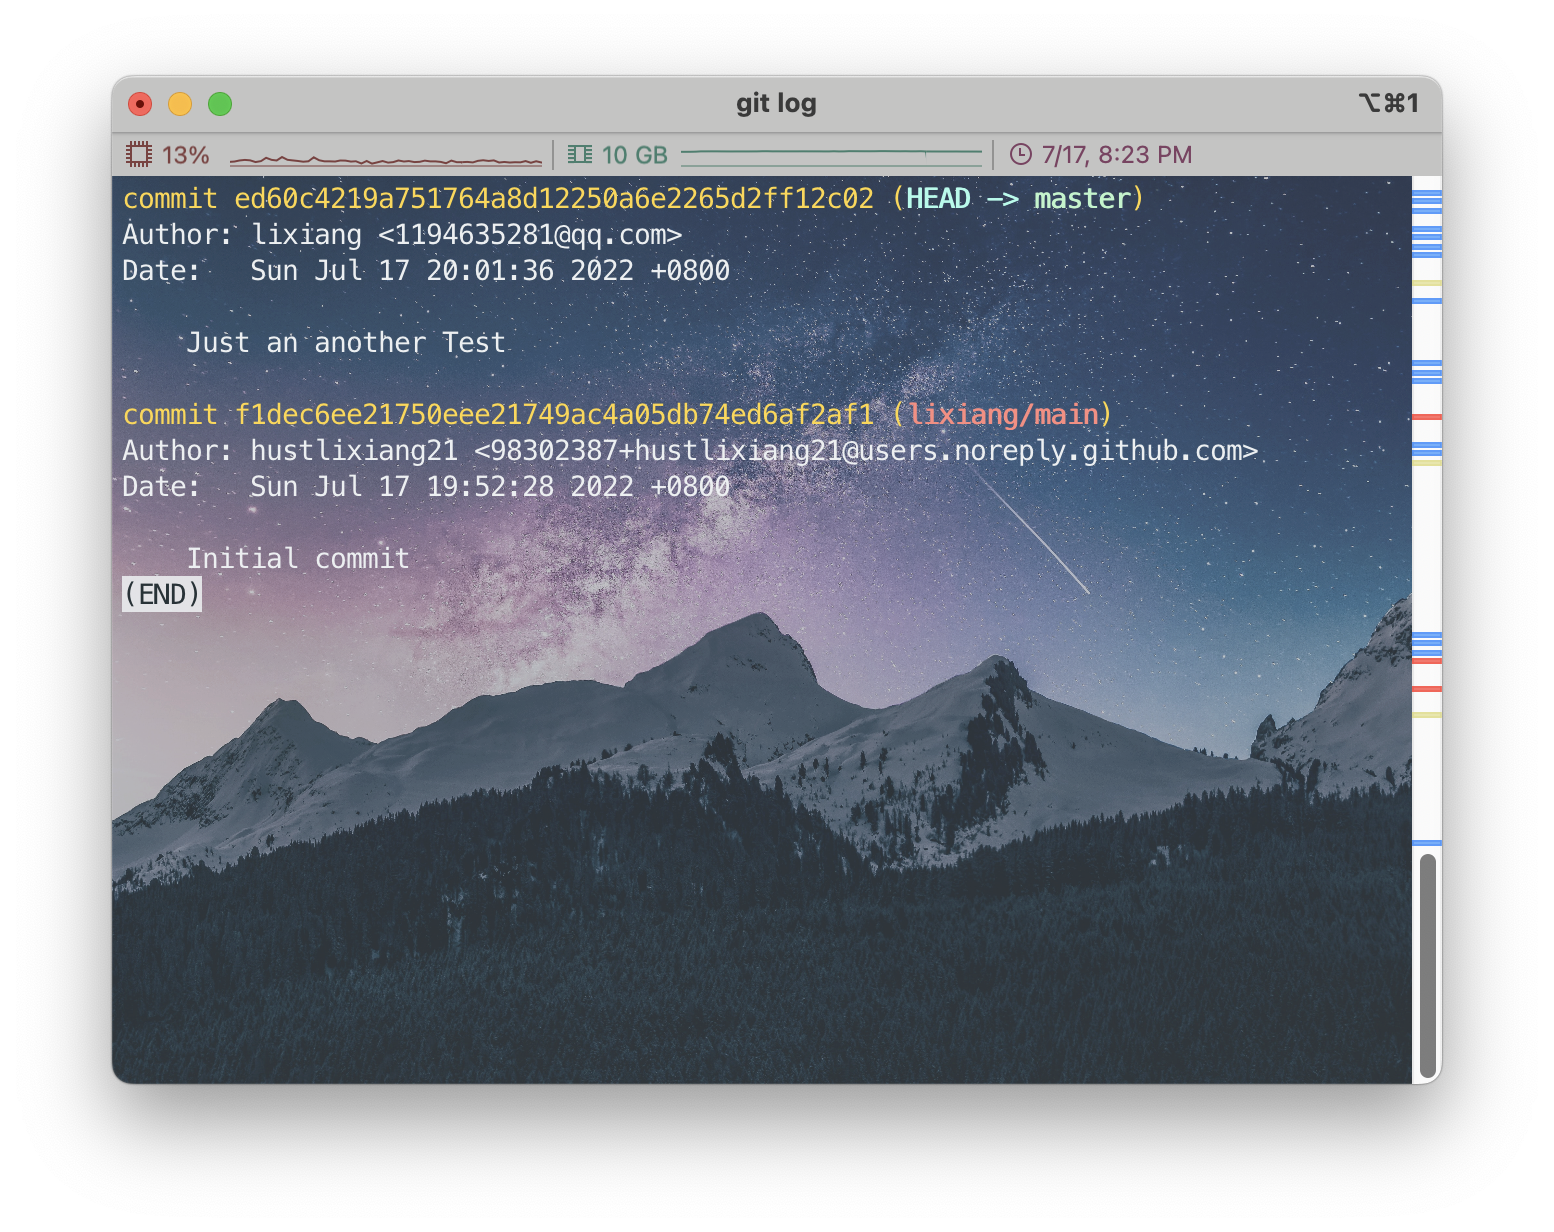 git log
⌥⌘1
13% 10 GB 7/17, 8:23 PM
commit ed60c4219a751764a8d12250a6e2265d2ff12c02 (HEAD -> master)
Author: lixiang <1194635281@qq.com>
Date:   Sun Jul 17 20:01:36 2022 +0800
Just an another Test
commit f1dec6ee21750eee21749ac4a05db74ed6af2af1 (lixiang/main)
Author: hustlixiang21 <98302387+hustlixiang21@users.noreply.github.com>
Date:   Sun Jul 17 19:52:28 2022 +0800
Initial commit
(END)